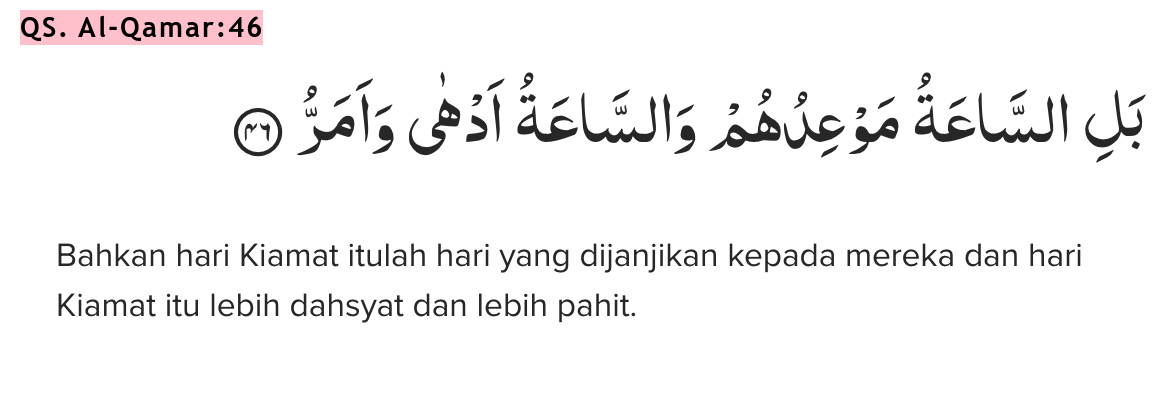 QS. Al-Qamar:46
بَلِ السَّاعَةُ مَوْعِدُهُمْ وَالسَّاعَةُ اَدْهٰى وَاَمَرُّ ٤٦
Bahkan hari Kiamat itulah hari yang dijanjikan kepada mereka dan hari
Kiamat itu lebih dahsyat dan lebih pahit.